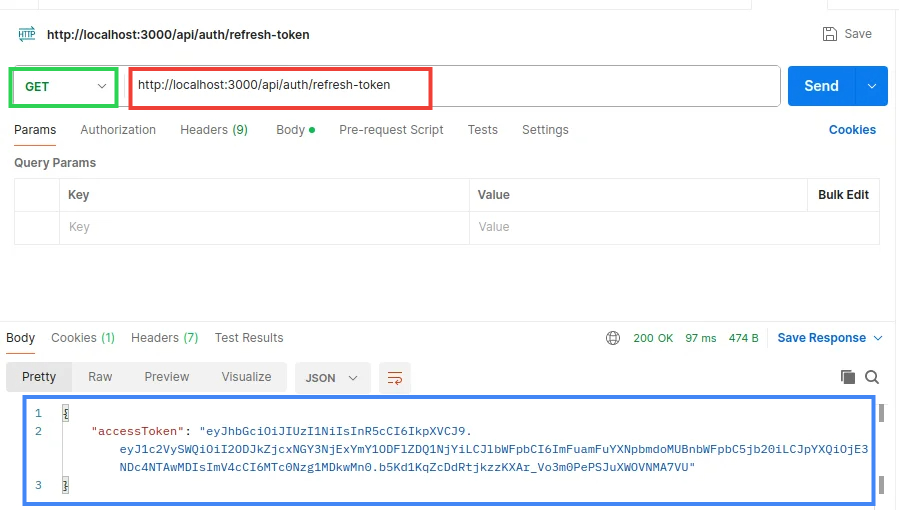 HTTP http://localhost:3000/api/auth/refresh-token Save
GET http://localhost:3000/api/auth/refresh-token Send
Params Authorization Headers (9) Body Pre-request Script Tests Settings Cookies
Query Params
Key Value Bulk Edit
Key Value
Body Cookies (1) Headers (7) Test Results 200 OK 97 ms 474 B Save Response
Pretty Raw Preview Visualize JSON
1 {
2 "accessToken": "eyJhbGciOiJIUzI1NiIsInR5cCI6IkpXVCJ9.
eyJ1c2VySWQiOiI2ODJkZjcxNGY3NjExYmY1ODFlZDQ1NjYiLCJlbWFpbCI6ImFuamFuYXNpbmdoMUBnbWFpbC5jb20iLCJpYXQiOjE3
NDc4NTAwMDIsImV4cCI6MTc0Nzg1MDkwMn0.b5Kd1KqZcDdRtjkzzKXAr_Vo3m0PePSJuXWOVNMA7VU"
3 }